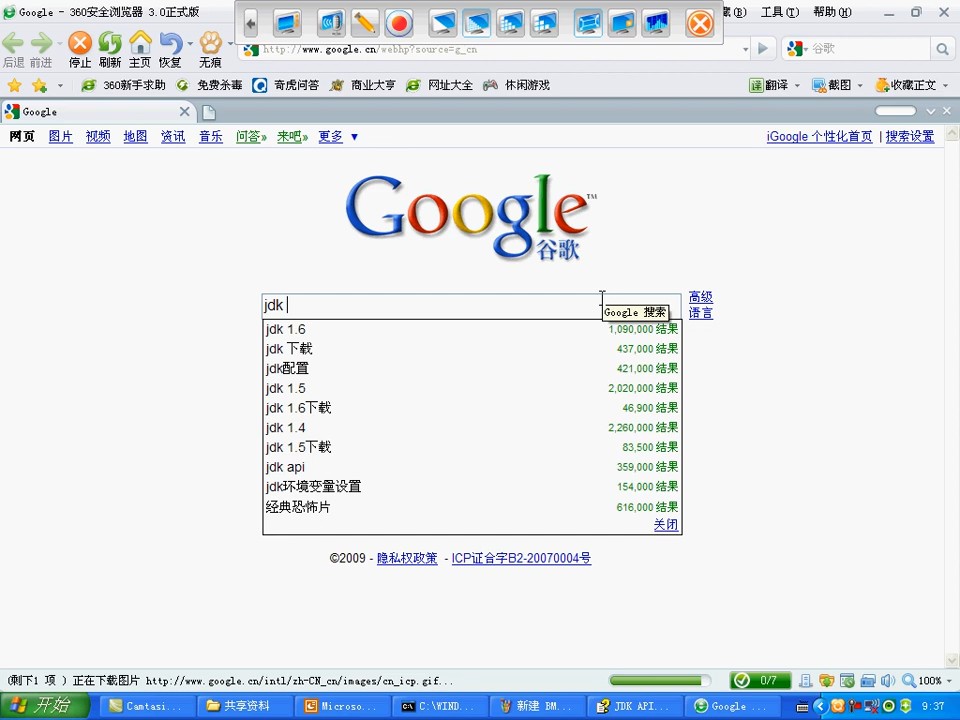 Google - 360安全浏览器 3.0正式版
工具(T) 帮助(H)
后退 前进 停止 刷新 主页 恢复 无痕
http://www.google.cn/webhp?source=g_cn
谷歌
360新手求助 免费杀毒 奇虎问答 商业大亨 网址大全 休闲游戏 翻译 截图 收藏正文
Google
网页 图片 视频 地图 资讯 音乐 问答» 来吧» 更多 ▼ iGoogle 个性化首页 | 搜索设置
Google™
谷歌
jdk
高级
语言
Google 搜索
jdk 1.6 1,090,000 结果
jdk 下载 437,000 结果
jdk配置 421,000 结果
jdk 1.5 2,020,000 结果
jdk 1.6下载 46,900 结果
jdk 1.4 2,260,000 结果
jdk 1.5下载 83,500 结果
jdk api 359,000 结果
jdk环境变量设置 154,000 结果
经典恐怖片 616,000 结果
关闭
©2009 - 隐私权政策 - ICP证合字B2-20070004号
(剩下1 项 ) 正在下载图片 http://www.google.cn/intl/zh-CN_cn/images/cn_icp.gif... 0/7 100%
开始 Camtasi... 共享资料 Microso... C:\WIND... 新建 BM... JDK API... Google ... 9:37